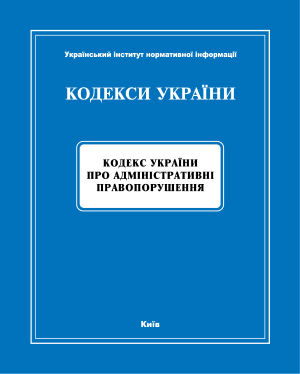 Український інститут нормативної інформації
КОДЕКСИ УКРАЇНИ
КОДЕКС УКРАЇНИ
ПРО АДМІНІСТРАТИВНІ
ПРАВОПОРУШЕННЯ
Київ